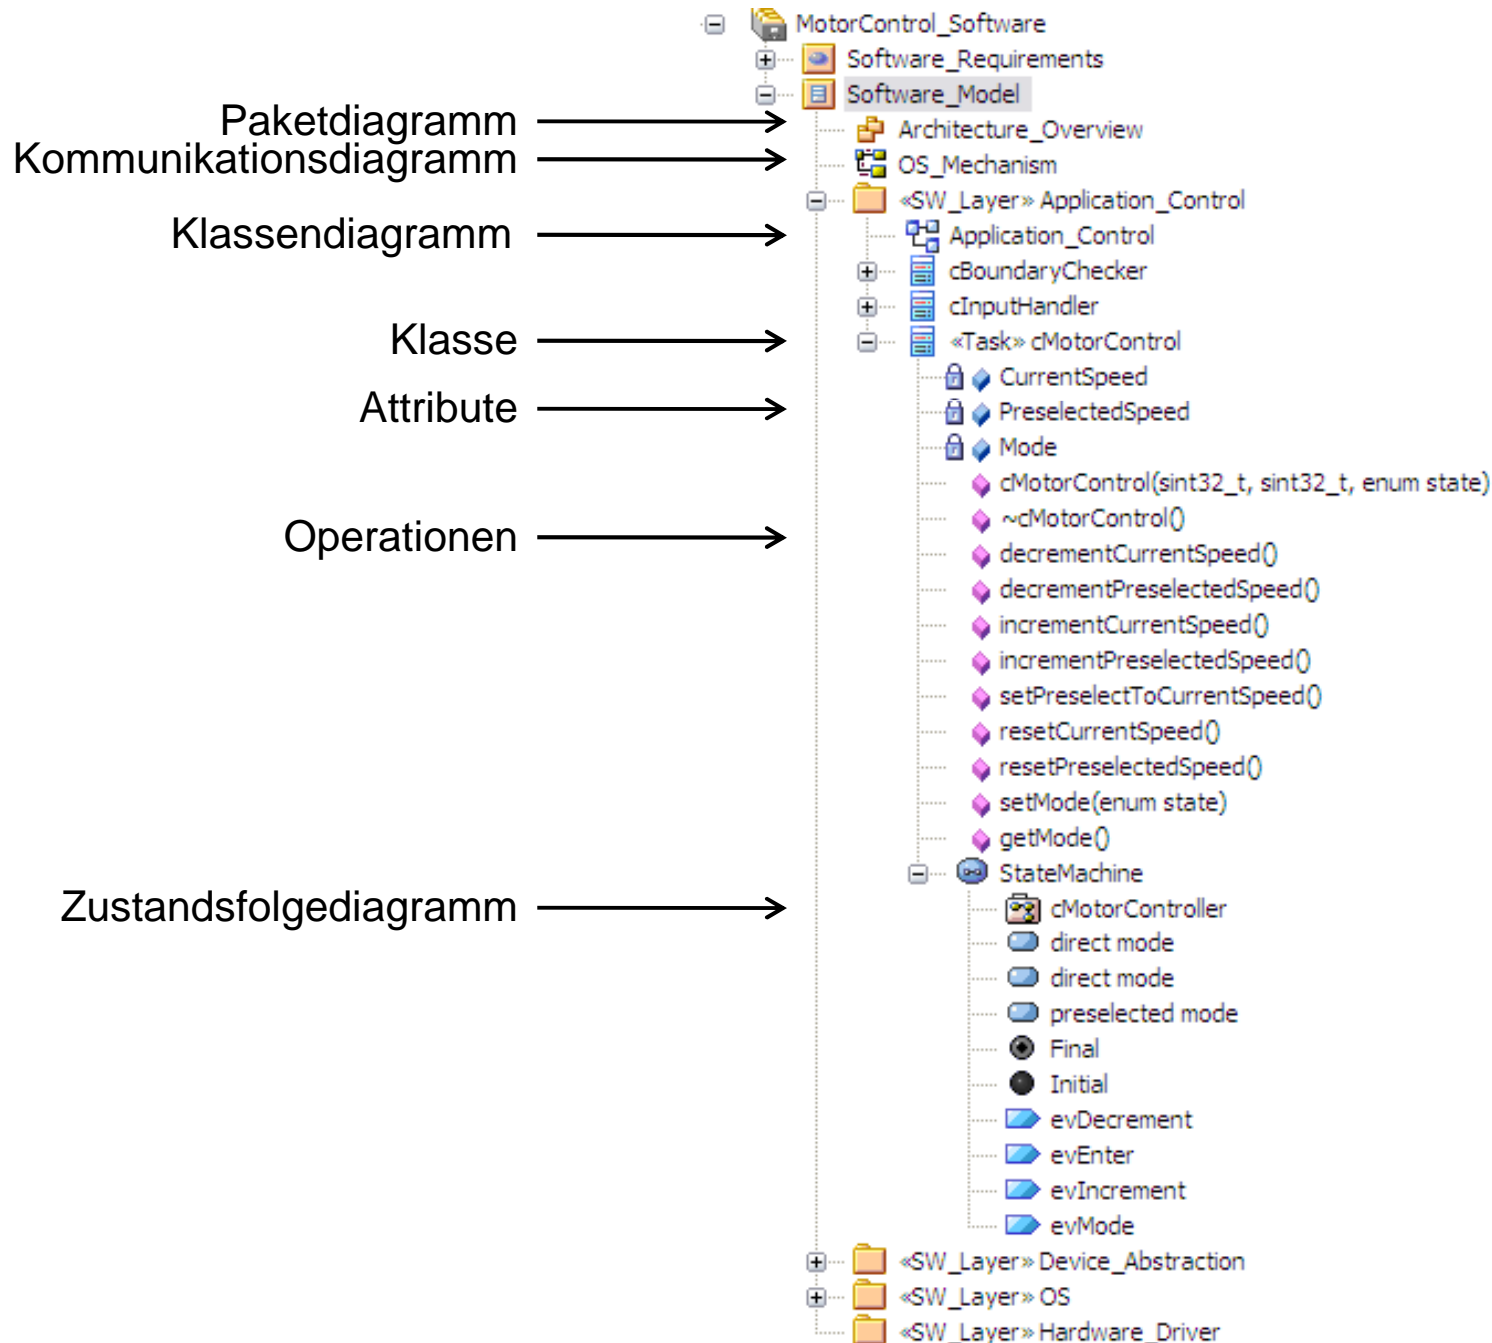 MotorControl_Software
Software_Requirements
Software_Model
Paketdiagramm
Architecture_Overview
Kommunikationsdiagramm
OS_Mechanism
«SW_Layer» Application_Control
Klassendiagramm
Application_Control
cBoundaryChecker
cInputHandler
Klasse
«Task» cMotorControl
CurrentSpeed
Attribute
PreselectedSpeed
Mode
cMotorControl(sint32_t, sint32_t, enum state)
~cMotorControl()
Operationen
decrementCurrentSpeed()
decrementPreselectedSpeed()
incrementCurrentSpeed()
incrementPreselectedSpeed()
setPreselectToCurrentSpeed()
resetCurrentSpeed()
resetPreselectedSpeed()
setMode(enum state)
getMode()
StateMachine
Zustandsfolgediagramm
cMotorController
direct mode
direct mode
preselected mode
Final
Initial
evDecrement
evEnter
evIncrement
evMode
«SW_Layer» Device_Abstraction
«SW_Layer» OS
«SW_Layer» Hardware_Driver